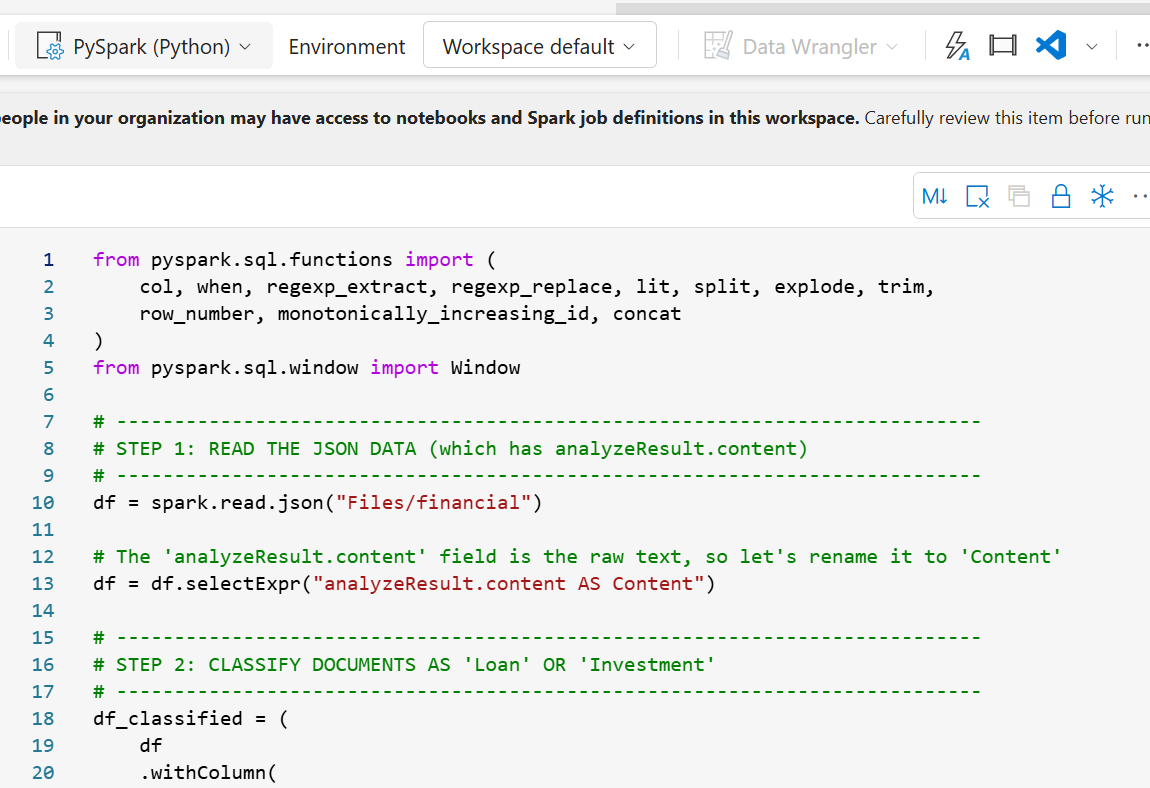 PySpark (Python) Environment Workspace default Data Wrangler
people in your organization may have access to notebooks and Spark job definitions in this workspace. Carefully review this item before run
M↓
1 from pyspark.sql.functions import (
2 col, when, regexp_extract, regexp_replace, lit, split, explode, trim,
3 row_number, monotonically_increasing_id, concat
4 )
5 from pyspark.sql.window import Window
6
7 # ---------------------------------------------------------------------------
8 # STEP 1: READ THE JSON DATA (which has analyzeResult.content)
9 # ---------------------------------------------------------------------------
10 df = spark.read.json("Files/financial")
11
12 # The 'analyzeResult.content' field is the raw text, so let's rename it to 'Content'
13 df = df.selectExpr("analyzeResult.content AS Content")
14
15 # ---------------------------------------------------------------------------
16 # STEP 2: CLASSIFY DOCUMENTS AS 'Loan' OR 'Investment'
17 # ---------------------------------------------------------------------------
18 df_classified = (
19 df
20 .withColumn(